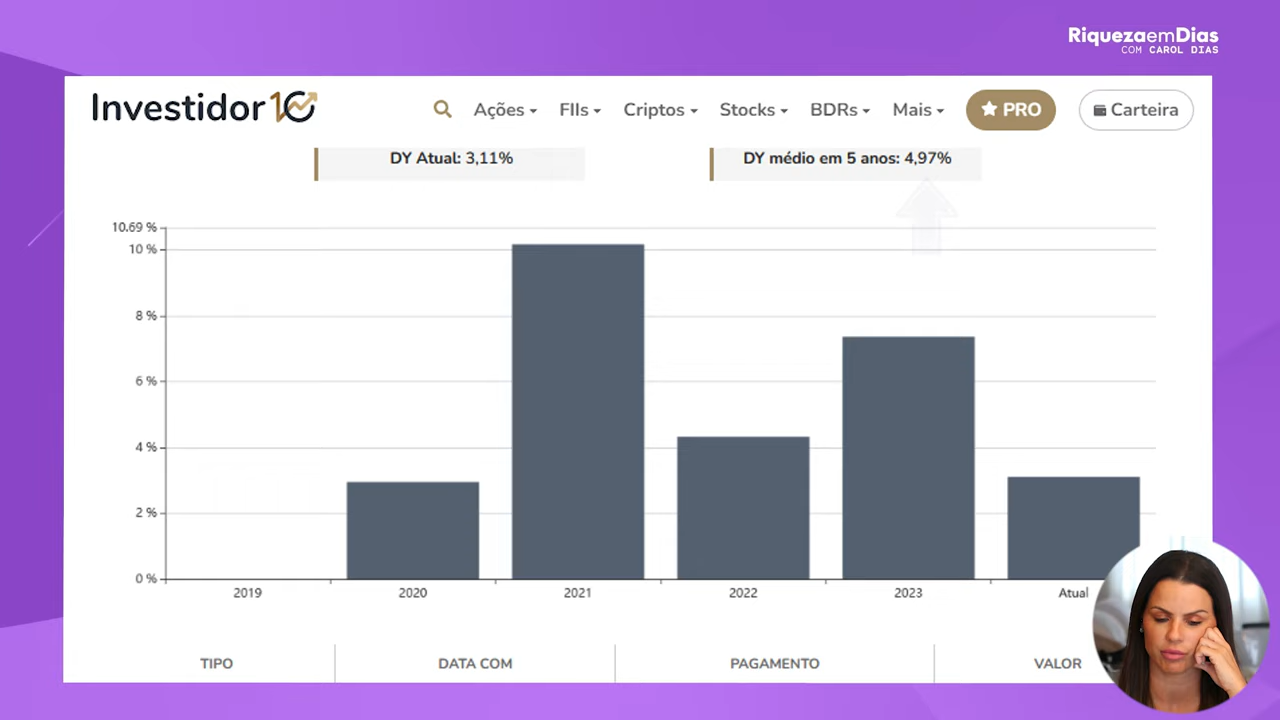 RiquezaemDias
COM CAROL DIAS
Investidor10
Ações
FIIs
Criptos
Stocks
BDRs
Mais
PRO
Carteira
DY Atual: 3,11%
DY médio em 5 anos: 4,97%
10.69 %
10 %
8 %
6 %
4 %
2 %
0 %
2019
2020
2021
2022
2023
Atual
TIPO
DATA COM
PAGAMENTO
VALOR